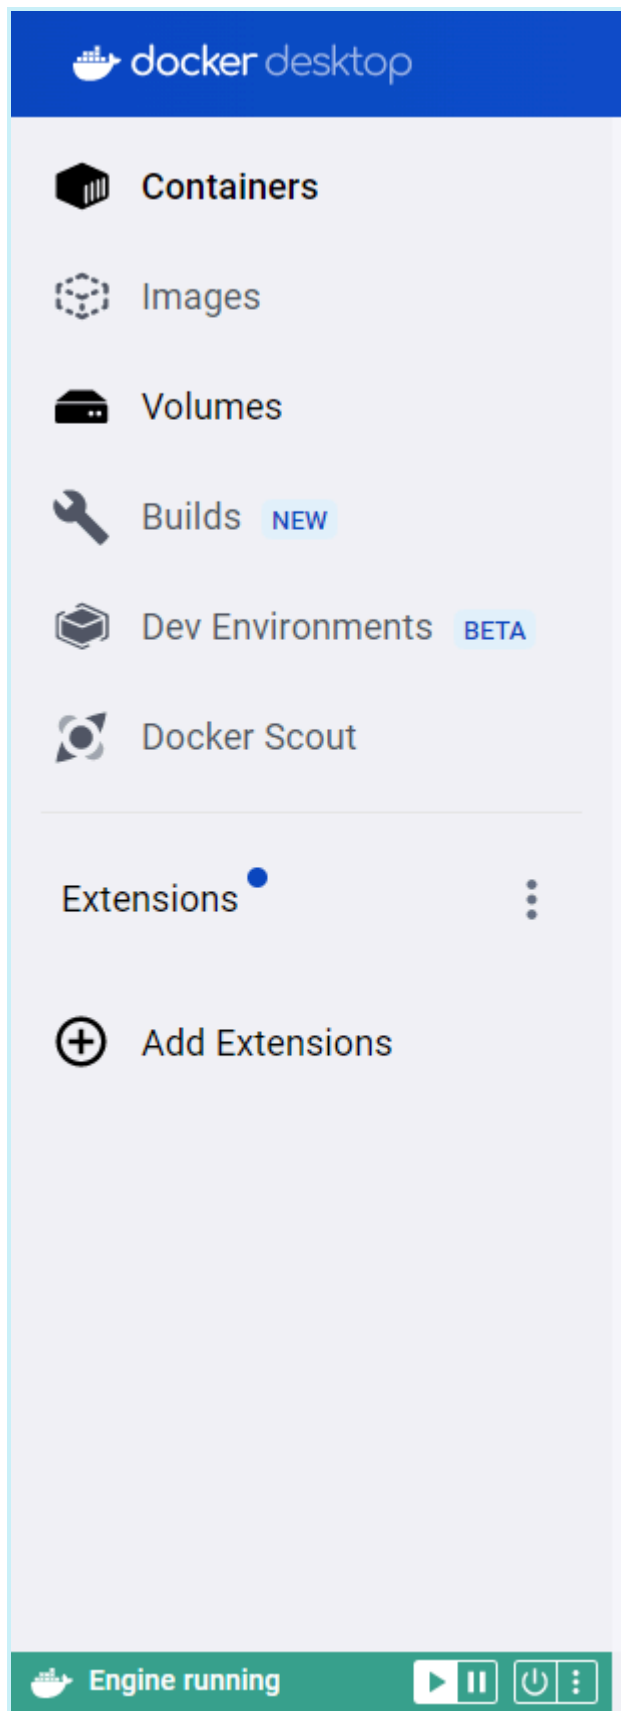 docker desktop
Containers
Images
Volumes
Builds NEW
Dev Environments BETA
Docker Scout
Extensions
Add Extensions
Engine running